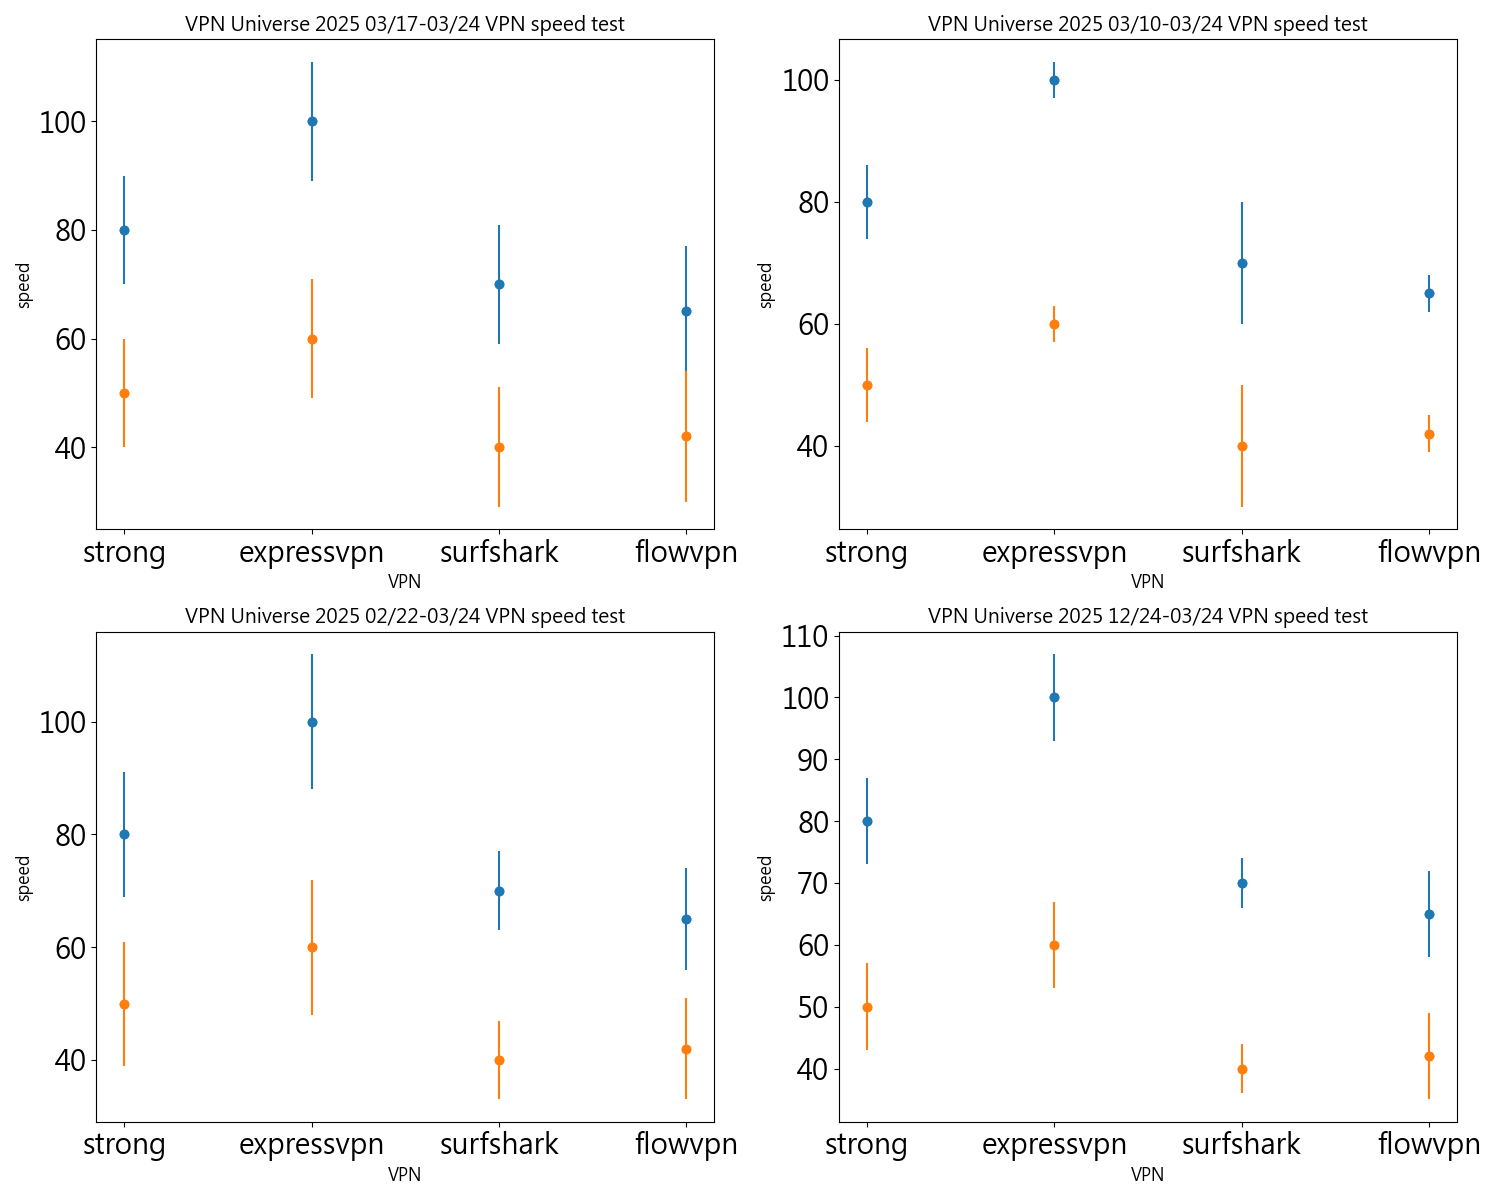 VPN Universe 2025 03/17-03/24 VPN speed test
100
80
60
40
speed
strong expressvpn surfshark flowvpn
VPN
VPN Universe 2025 03/10-03/24 VPN speed test
100
80
60
40
speed
strong expressvpn surfshark flowvpn
VPN
VPN Universe 2025 02/22-03/24 VPN speed test
100
80
60
40
speed
strong expressvpn surfshark flowvpn
VPN
VPN Universe 2025 12/24-03/24 VPN speed test
110
100
90
80
70
60
50
40
speed
strong expressvpn surfshark flowvpn
VPN